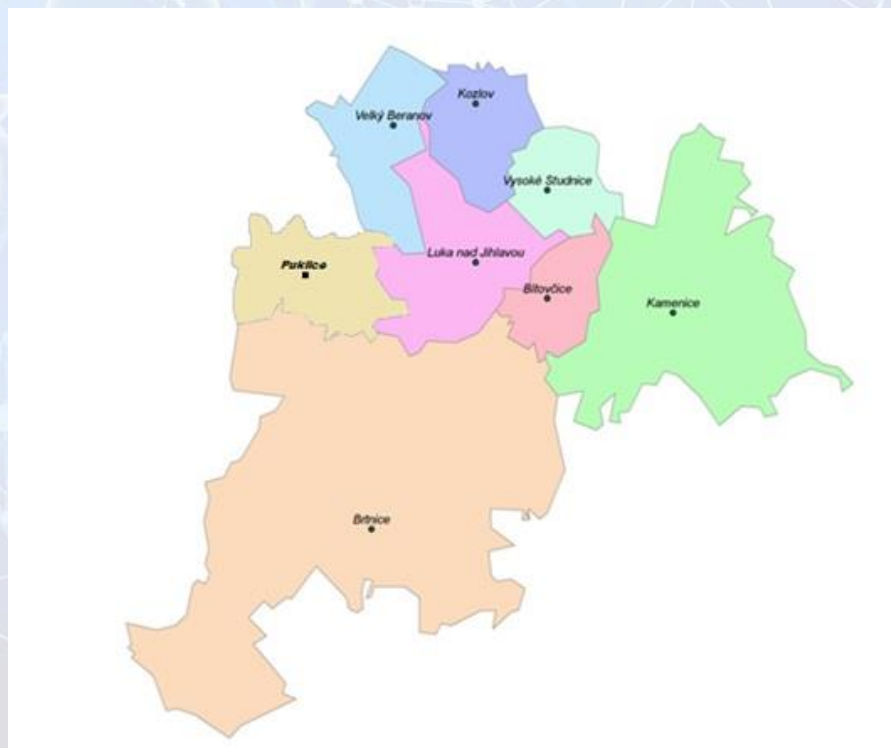 Kozlov
Velký Beranov
Vysoké Studnice
Luka nad Jihlavou
Puklice
Bítovčice
Kamenice
Brtnice